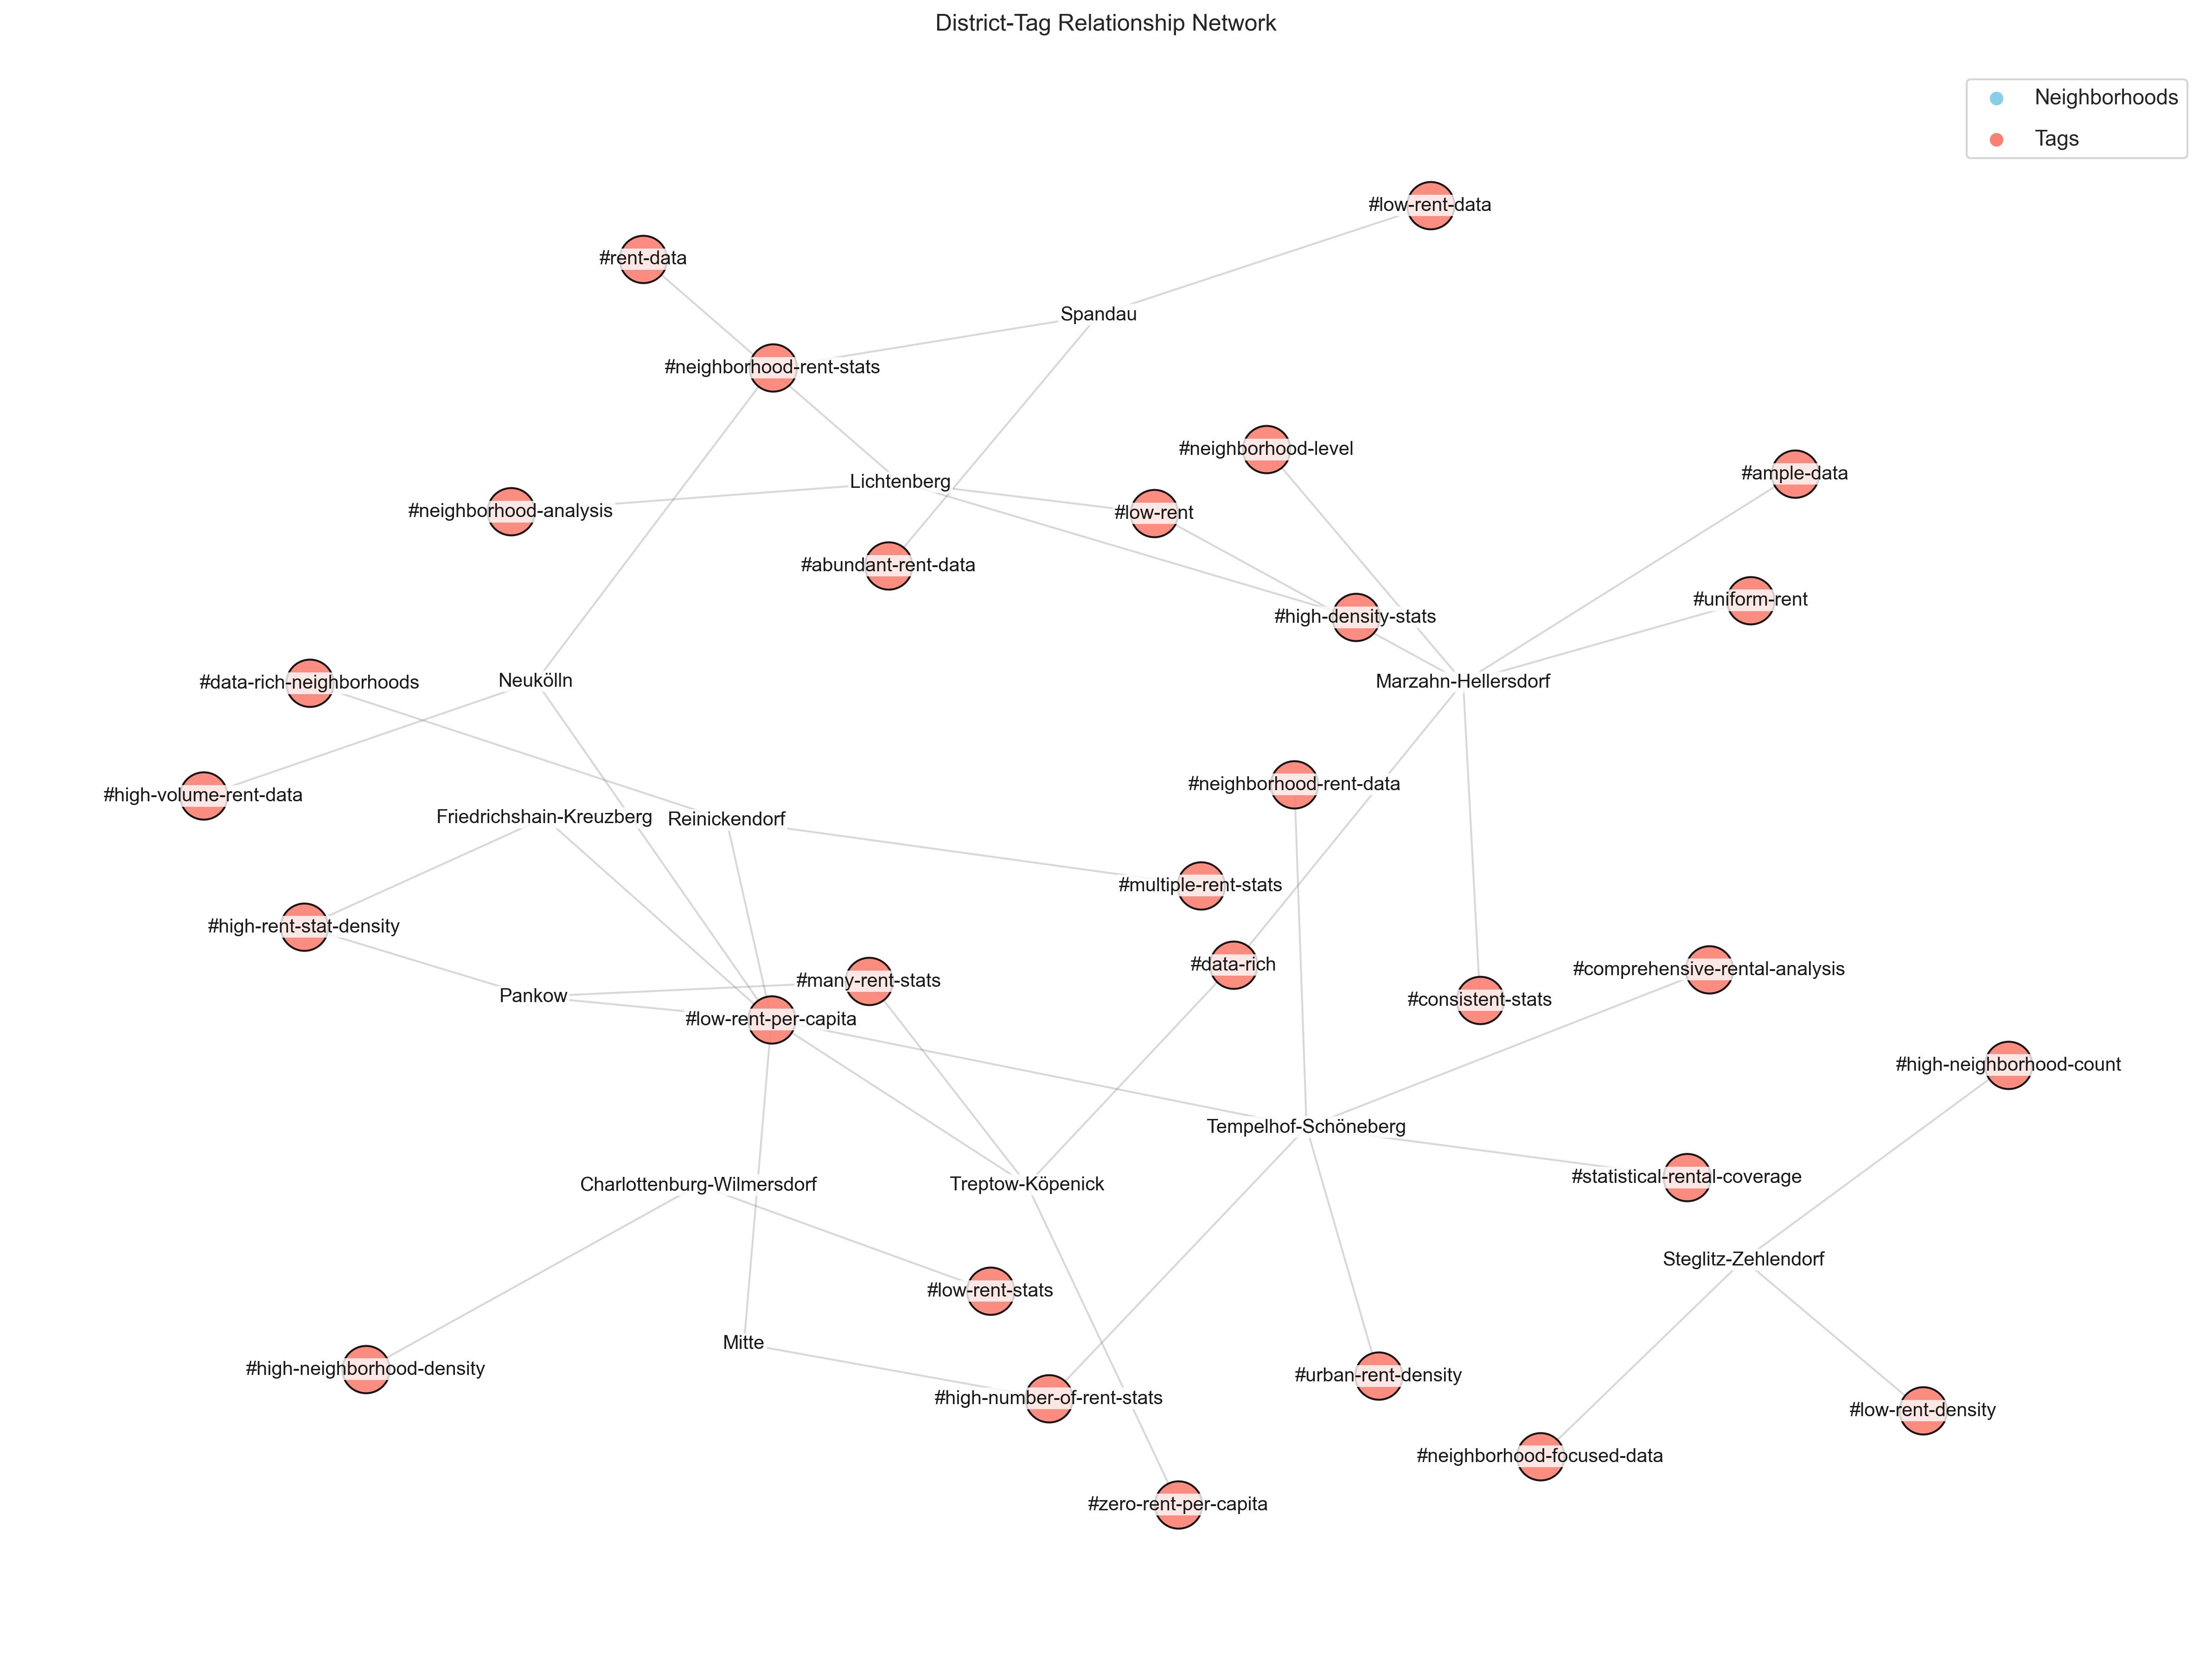 District-Tag Relationship Network
Neighborhoods
Tags
#low-rent-data
#rent-data
Spandau
#neighborhood-rent-stats
#neighborhood-level
#ample-data
Lichtenberg
#neighborhood-analysis
#low-rent
#abundant-rent-data
#uniform-rent
#high-density-stats
Neukölln
Marzahn-Hellersdorf
#data-rich-neighborhoods
#neighborhood-rent-data
#high-volume-rent-data
Friedrichshain-Kreuzberg
Reinickendorf
#multiple-rent-stats
#high-rent-stat-density
#data-rich
#comprehensive-rental-analysis
#many-rent-stats
Pankow
#consistent-stats
#low-rent-per-capita
#high-neighborhood-count
Tempelhof-Schöneberg
#statistical-rental-coverage
Charlottenburg-Wilmersdorf
Treptow-Köpenick
Steglitz-Zehlendorf
#low-rent-stats
Mitte
#high-neighborhood-density
#urban-rent-density
#high-number-of-rent-stats
#low-rent-density
#neighborhood-focused-data
#zero-rent-per-capita